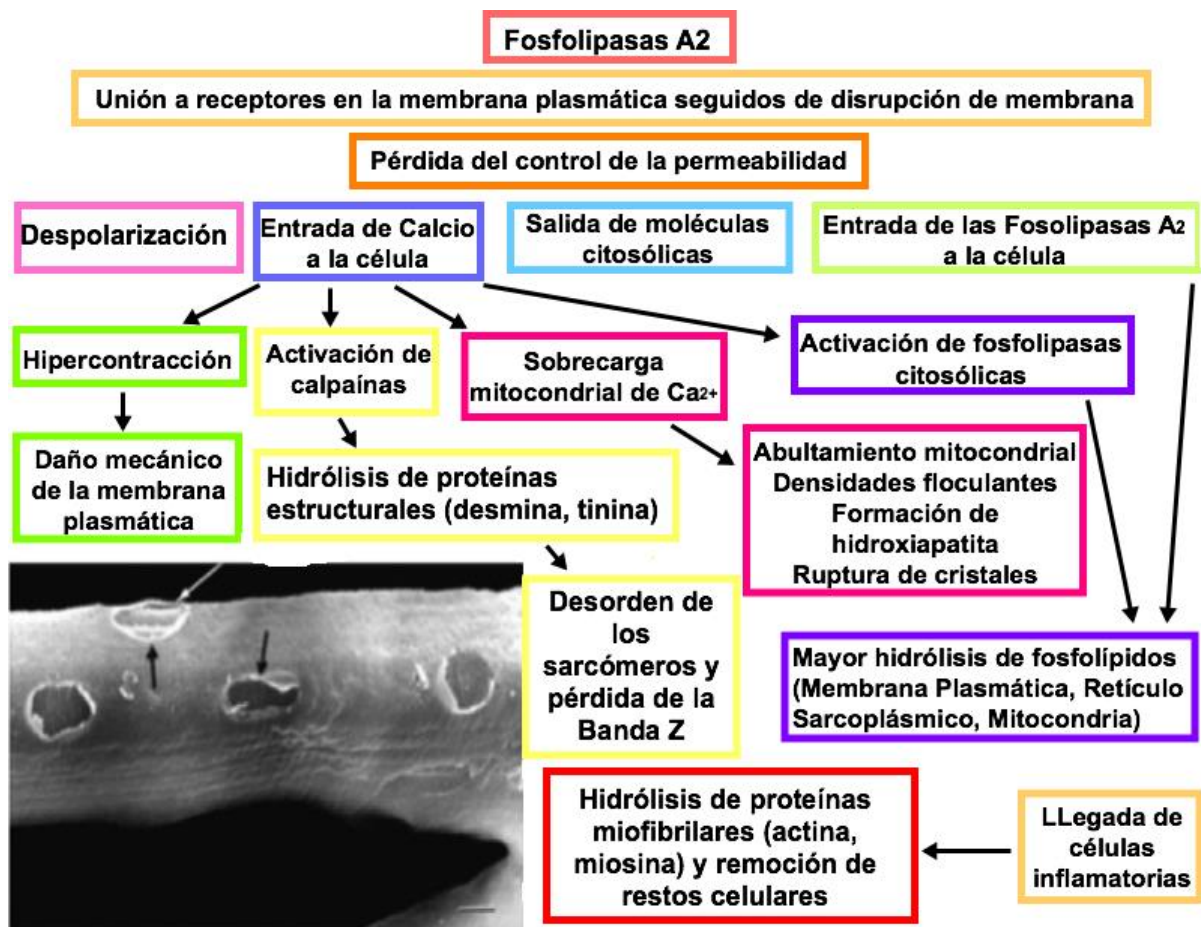 Fosfolipasas A2
Unión a receptores en la membrana plasmática seguidos de disrupción de membrana
Pérdida del control de la permeabilidad
Despolarización
Entrada de Calcio
a la célula
Salida de moléculas
citosólicas
Entrada de las Fosolipasas A2
a la célula
Hipercontracción
Activación de
calpaínas
Sobrecarga
mitocondrial de Ca2+
Activación de fosfolipasas
citosólicas
Daño mecánico
de la membrana
plasmática
Hidrólisis de proteínas
estructurales (desmina, tinina)
Abultamiento mitocondrial
Densidades floculantes
Formación de
hidroxiapatita
Ruptura de cristales
Desorden de
los
sarcómeros y
pérdida de la
Banda Z
Mayor hidrólisis de fosfolípidos
(Membrana Plasmática, Retículo
Sarcoplásmico, Mitocondria)
Hidrólisis de proteínas
miofibrilares (actina,
miosina) y remoción de
restos celulares
LLegada de
células
inflamatorias